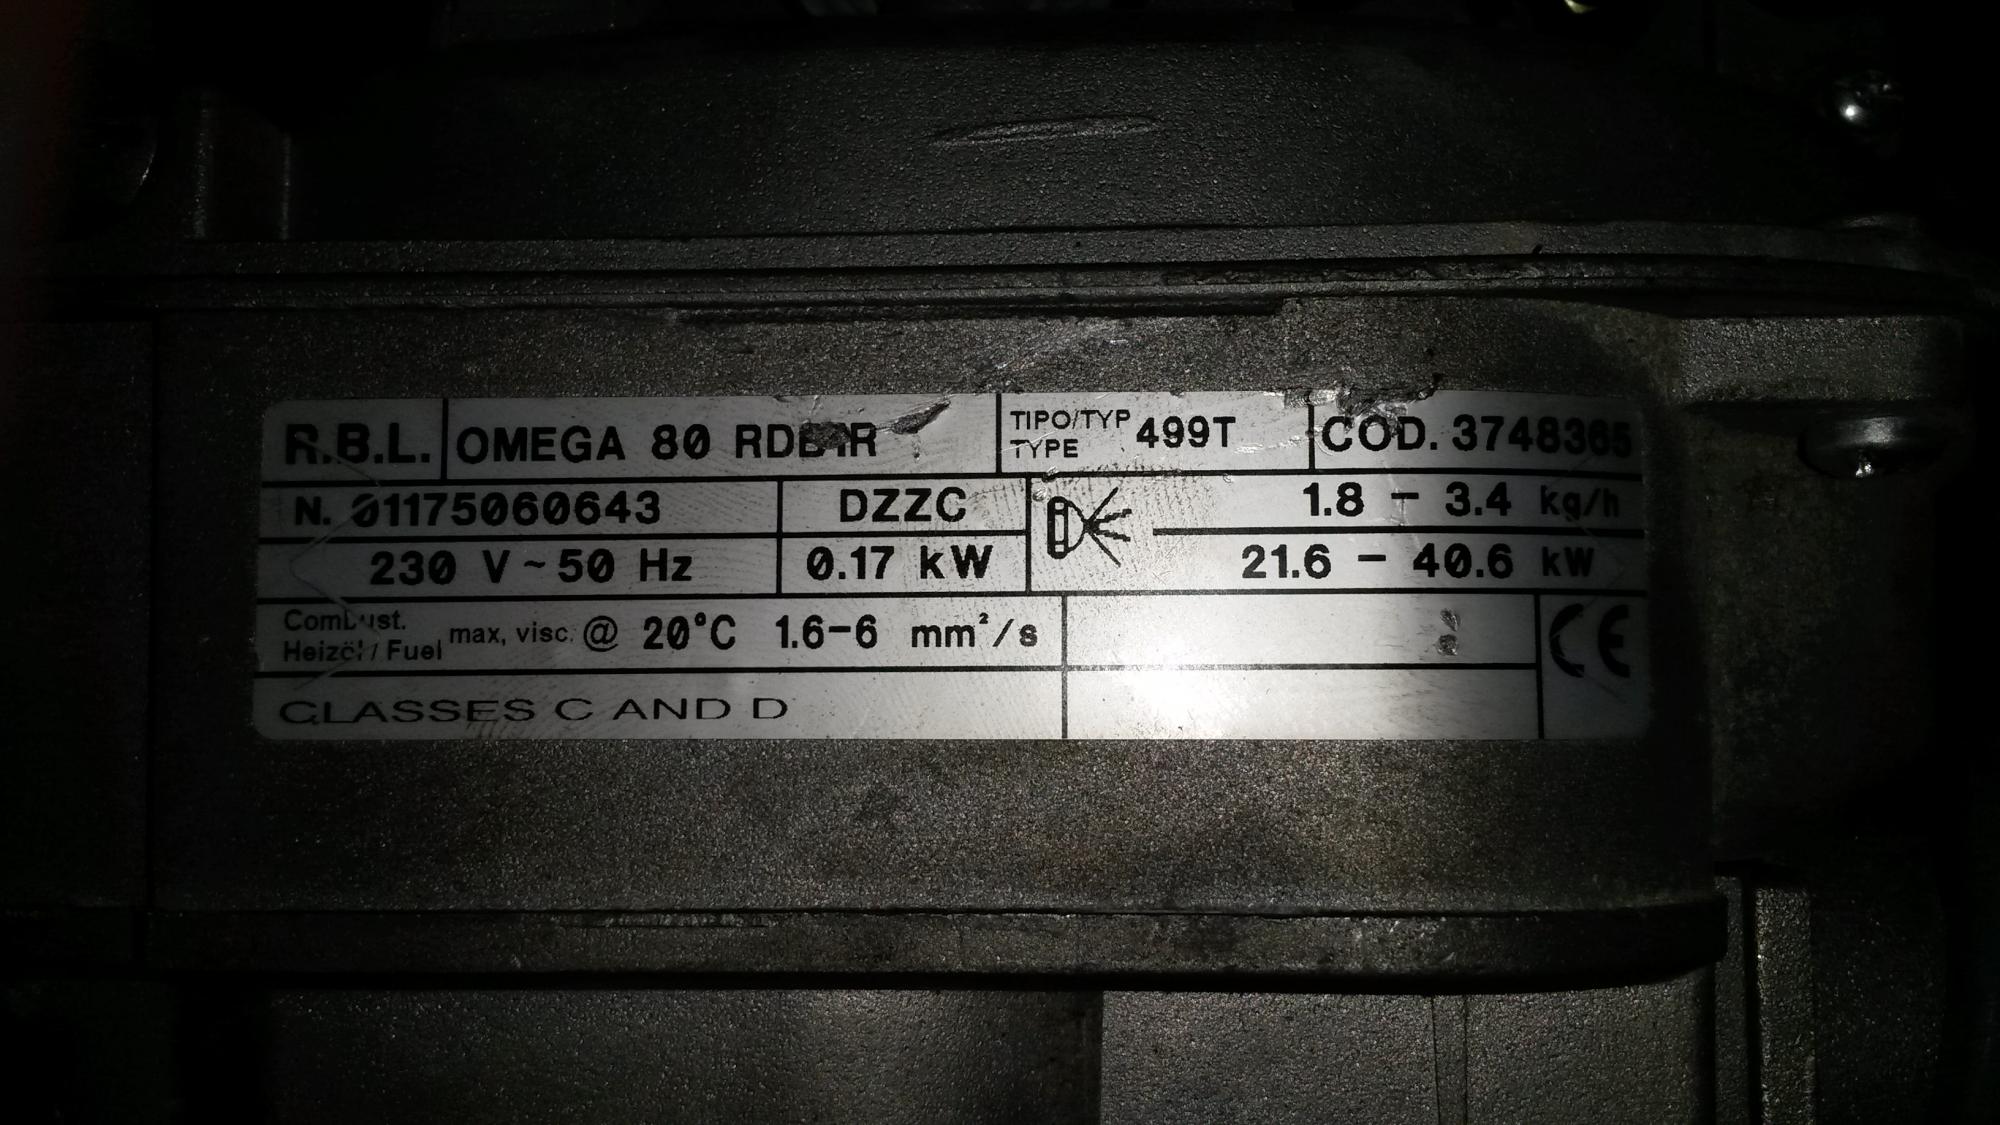 R.B.L. OMEGA 80 TIPO/TYP TYPE 499T COD. 3748365
N. 01175060643 DZZC 1.8 - 3.4 kg/h
230 V ~ 50 Hz 0.17 kW 21.6 - 40.6 kW
Combust. Heizöl / Fuel max, visc. @ 20°C 1.6-6 mm²/s CE
CLASSES C AND D